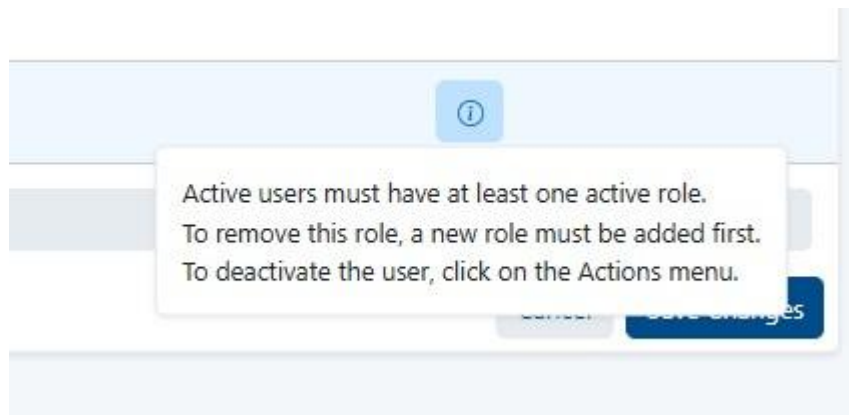 Active users must have at least one active role.
To remove this role, a new role must be added first.
To deactivate the user, click on the Actions menu.